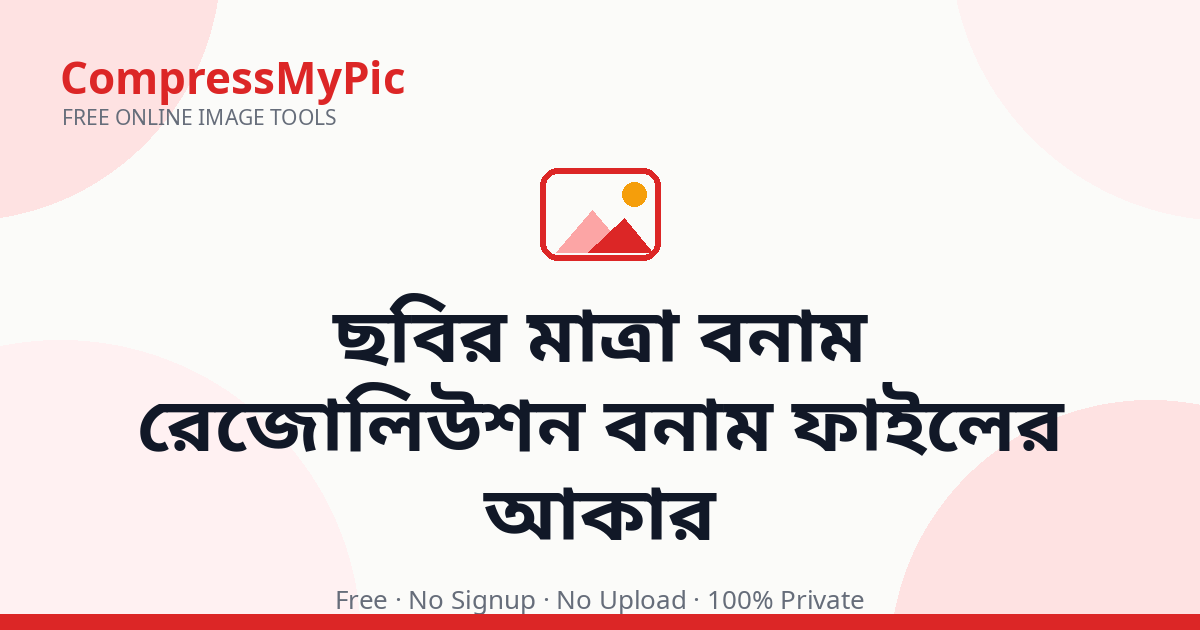 CompressMyPic
FREE ONLINE IMAGE TOOLS
ছবির মাত্রা বনাম
রেজোলিউশন বনাম ফাইলের
আকার
Free · No Signup · No Upload · 100% Private